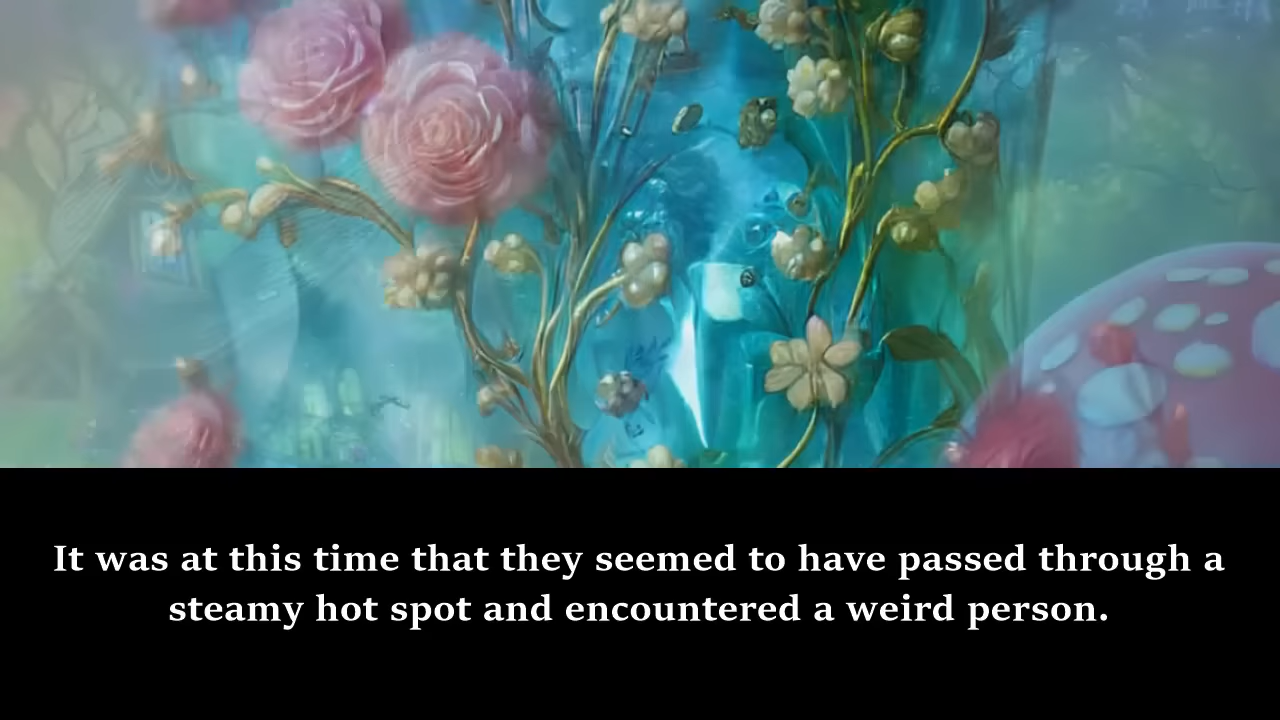 It was at this time that they seemed to have passed through a
steamy hot spot and encountered a weird person.